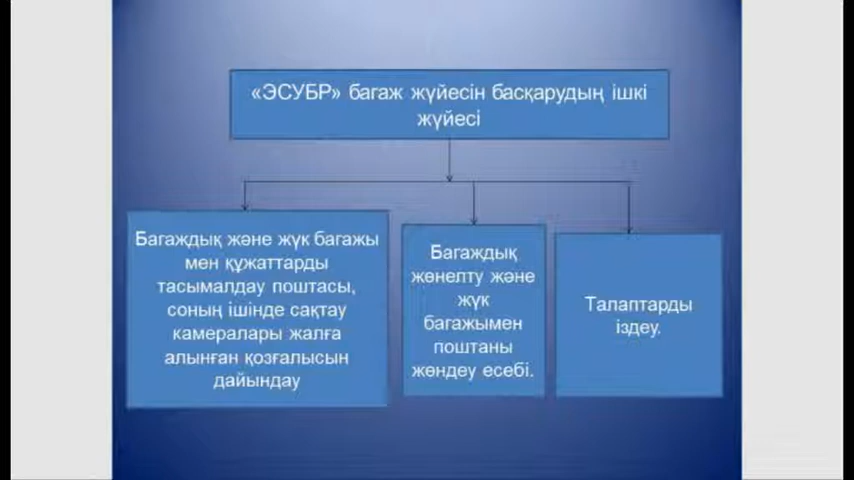 «ЭСУБР» багаж жүйесін басқарудың ішкі
жүйесі
Багаждық және жүк багажы
мен құжаттарды
тасымалдау поштасы,
соның ішінде сақтау
камералары жалға
алынған қозғалысын
дайындау
Багаждық
жөнелту және
жүк
багажымен
поштаны
жөндеу есебі.
Талаптарды
іздеу.